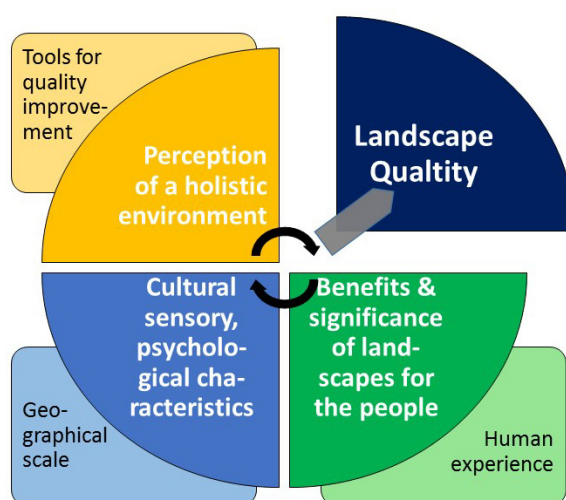 Tools for
quality
improve-
ment
Perception
of a holistic
environment
Landscape
Qualtity
Cultural
sensory,
psycholo-
gical cha-
racteristics
Benefits &
significance
of land-
scapes for
the people
Geo-
graphical
scale
Human
experience